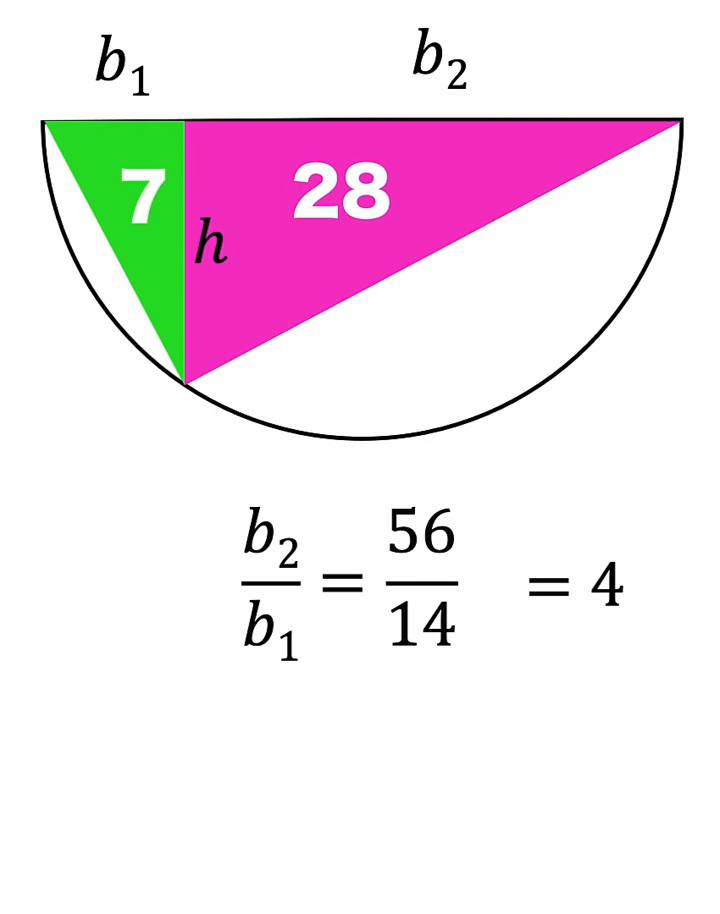 b₁ b₂
7 28
h
b₂/b₁ = 56/14 = 4